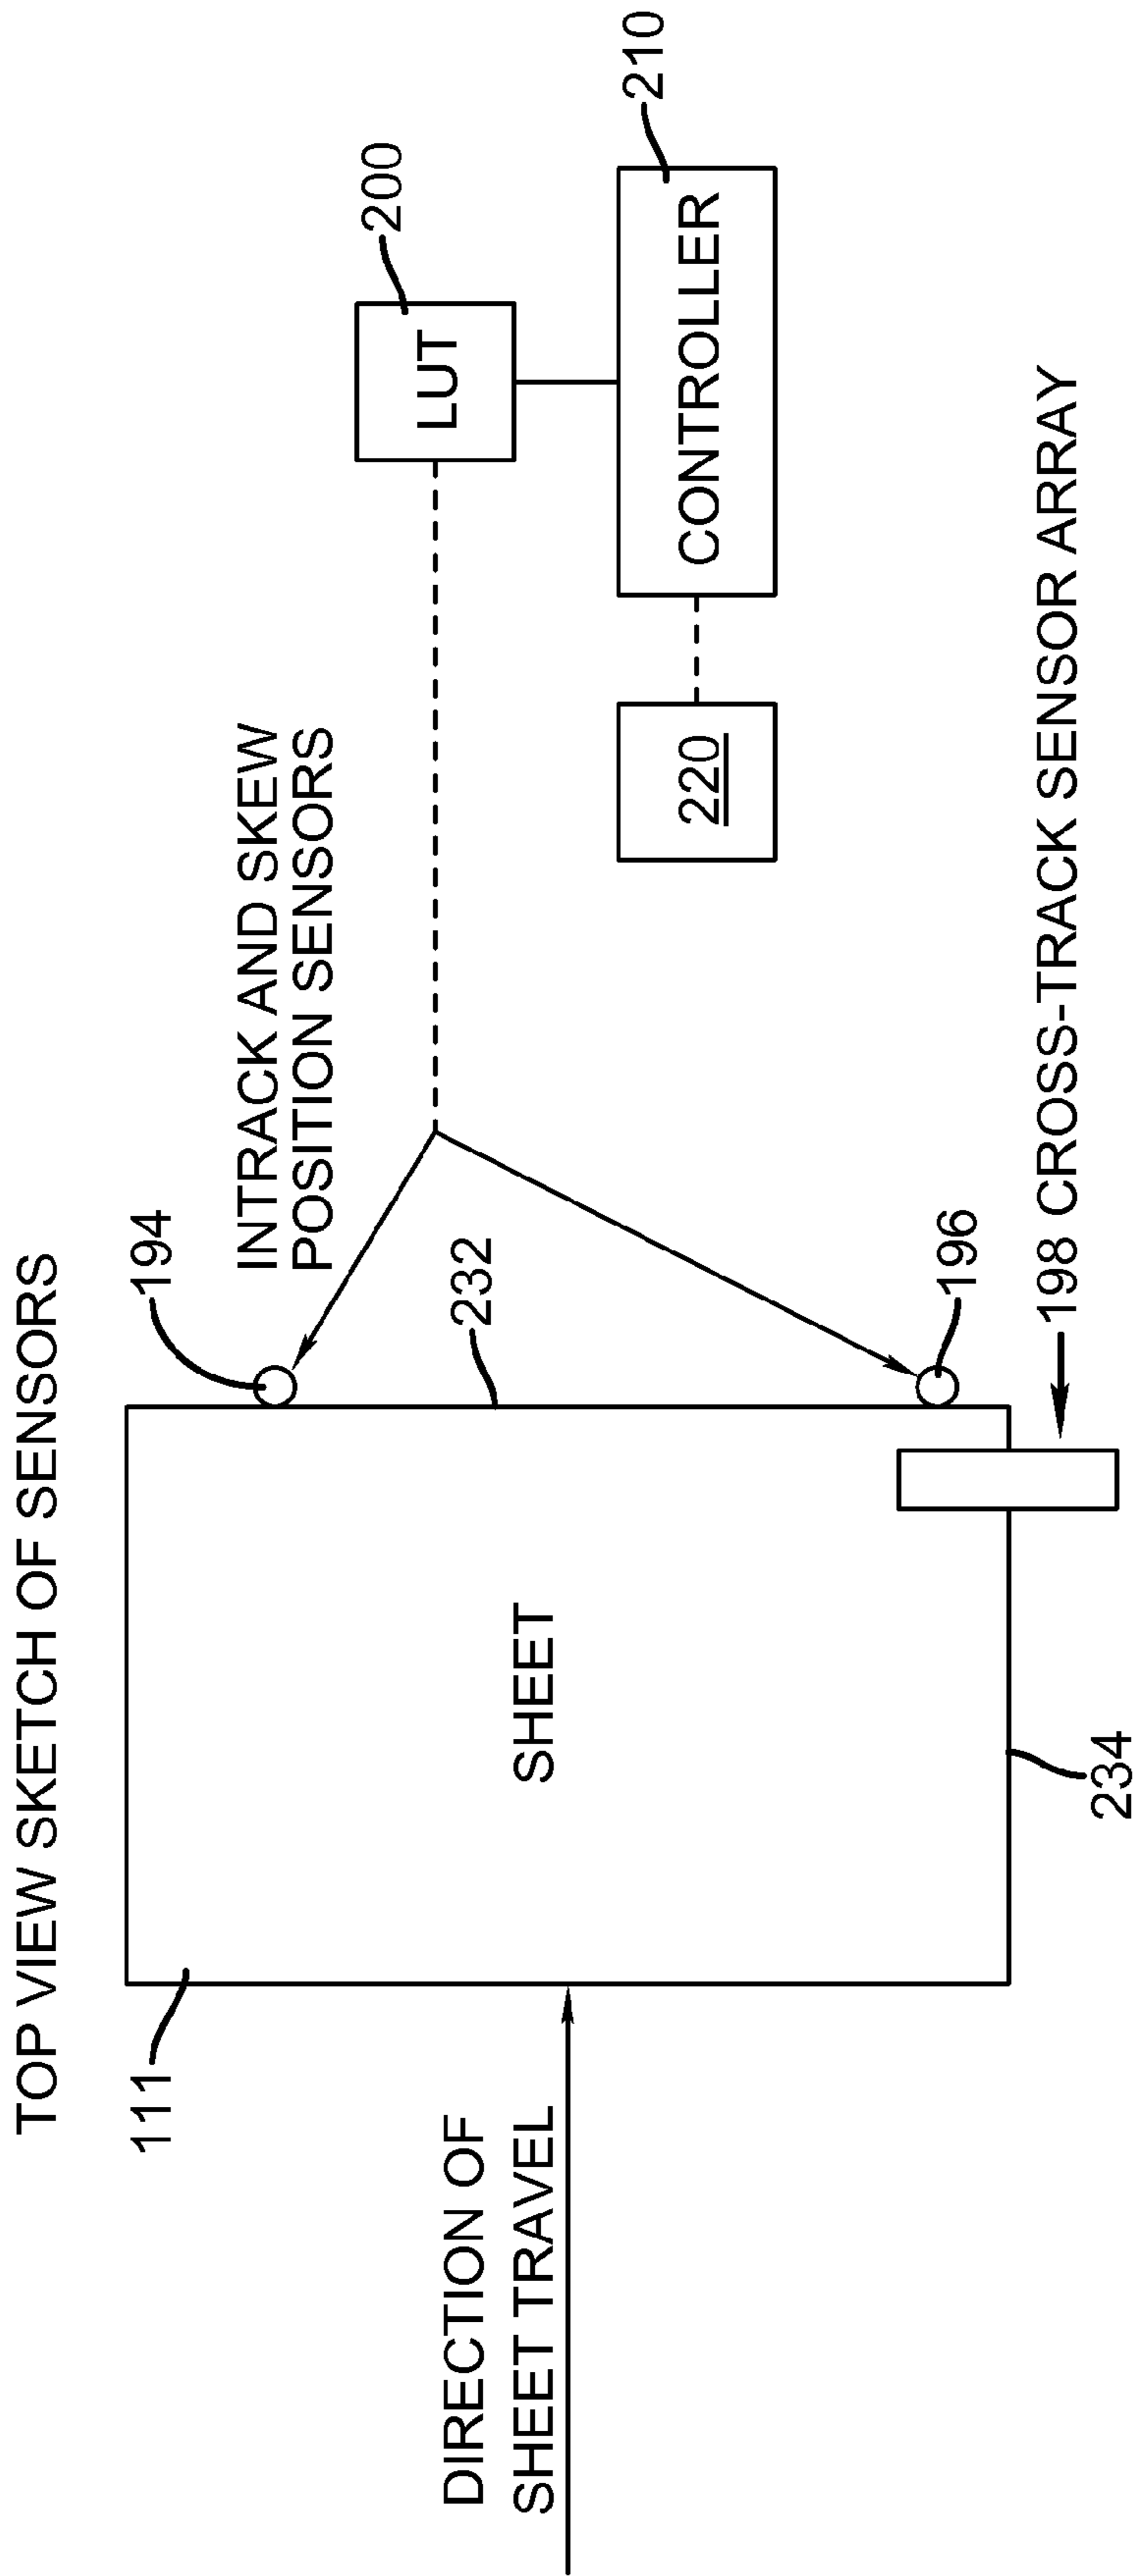 TOP VIEW SKETCH OF SENSORS
111
194
INTRACK AND SKEW
POSITION SENSORS
200
LUT
232
DIRECTION OF
SHEET TRAVEL
SHEET
220
CONTROLLER
210
196
234
198 CROSS-TRACK SENSOR ARRAY